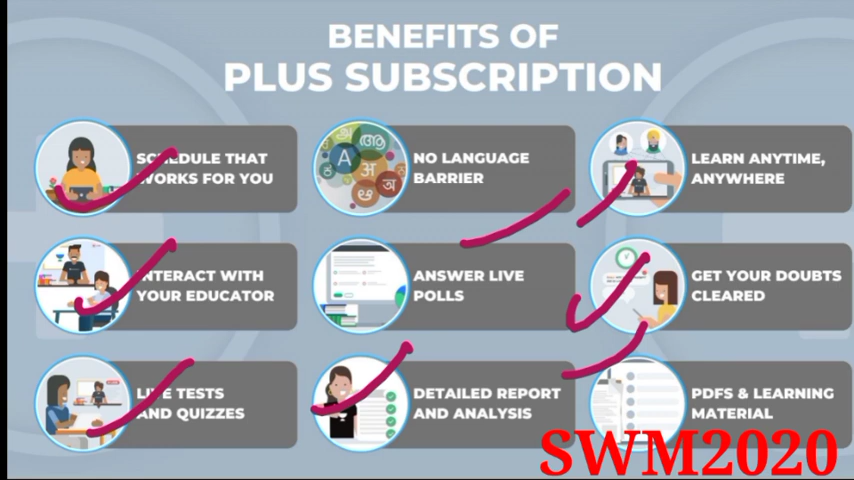 BENEFITS OF
PLUS SUBSCRIPTION
SCHEDULE THAT
WORKS FOR YOU
NO LANGUAGE
BARRIER
LEARN ANYTIME,
ANYWHERE
INTERACT WITH
YOUR EDUCATOR
ANSWER LIVE
POLLS
GET YOUR DOUBTS
CLEARED
LIVE TESTS
AND QUIZZES
DETAILED REPORT
AND ANALYSIS
PDFS & LEARNING
MATERIAL
SWM2020